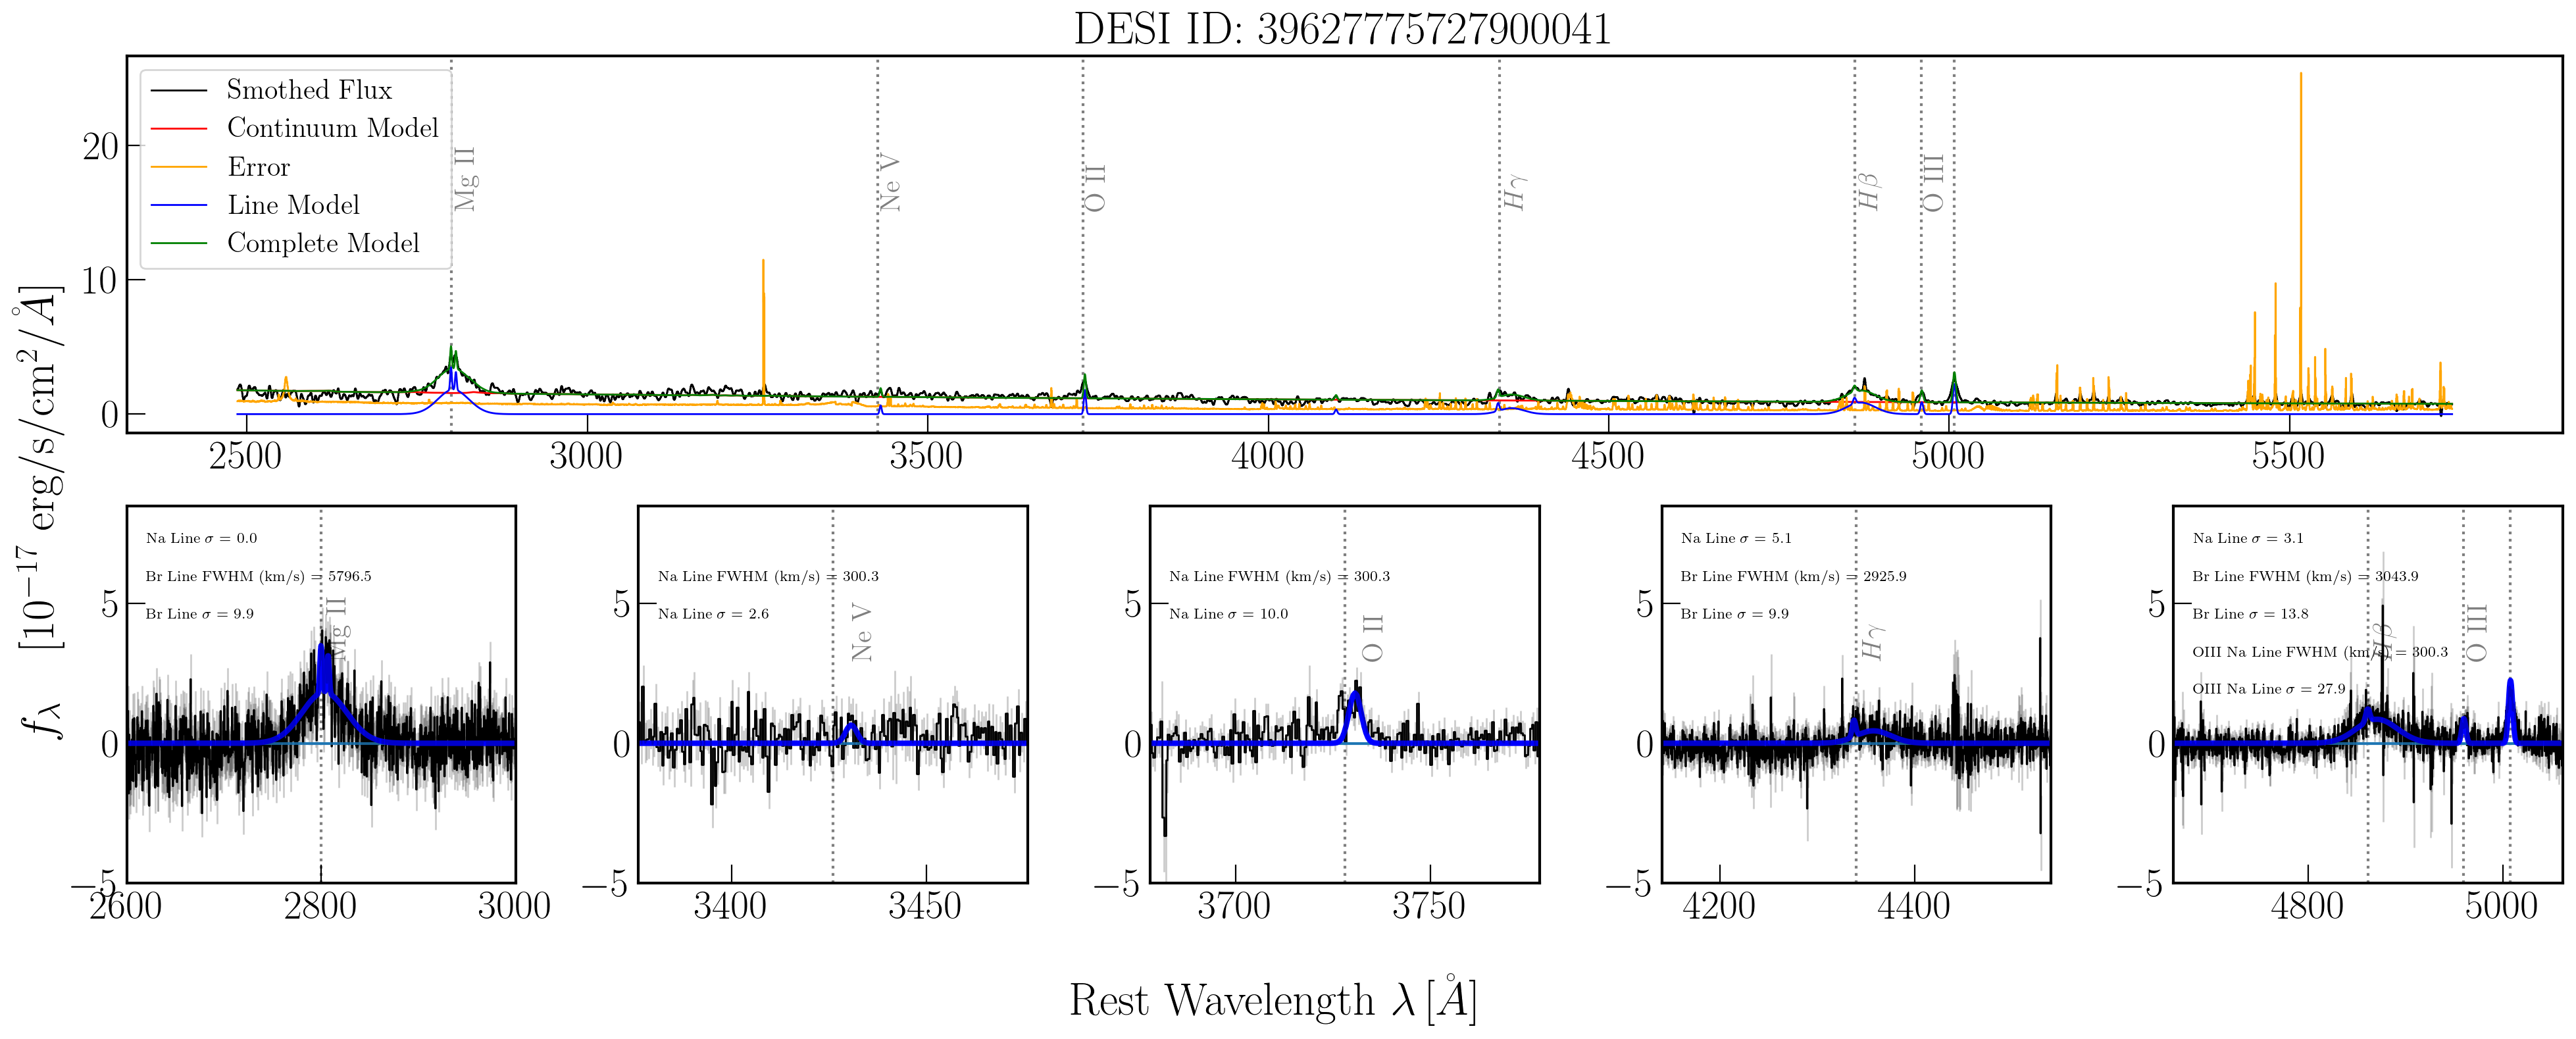 DESI ID: 39627775727900041
Smothed Flux
Continuum Model
Error
Line Model
Complete Model
Mg II
Ne V
O II
Hγ
Hβ
O III
20
10
0
2500 3000 3500 4000 4500 5000 5500
f_λ [10^−17 erg/s/cm^2/Å]
Na Line σ = 0.0
Br Line FWHM (km/s) = 5796.5
Br Line σ = 9.9
Mg II
5
0
−5
2600 2800 3000
Na Line FWHM (km/s) = 300.3
Na Line σ = 2.6
Ne V
5
0
−5
3400 3450
Na Line FWHM (km/s) = 300.3
Na Line σ = 10.0
O II
5
0
−5
3700 3750
Na Line σ = 5.1
Br Line FWHM (km/s) = 2925.9
Br Line σ = 9.9
Hγ
5
0
−5
4200 4400
Na Line σ = 3.1
Br Line FWHM (km/s) = 3043.9
Br Line σ = 13.8
OIII Na Line FWHM (km/s) = 300.3
OIII Na Line σ = 27.9
Hβ
O III
5
0
−5
4800 5000
Rest Wavelength λ [Å]